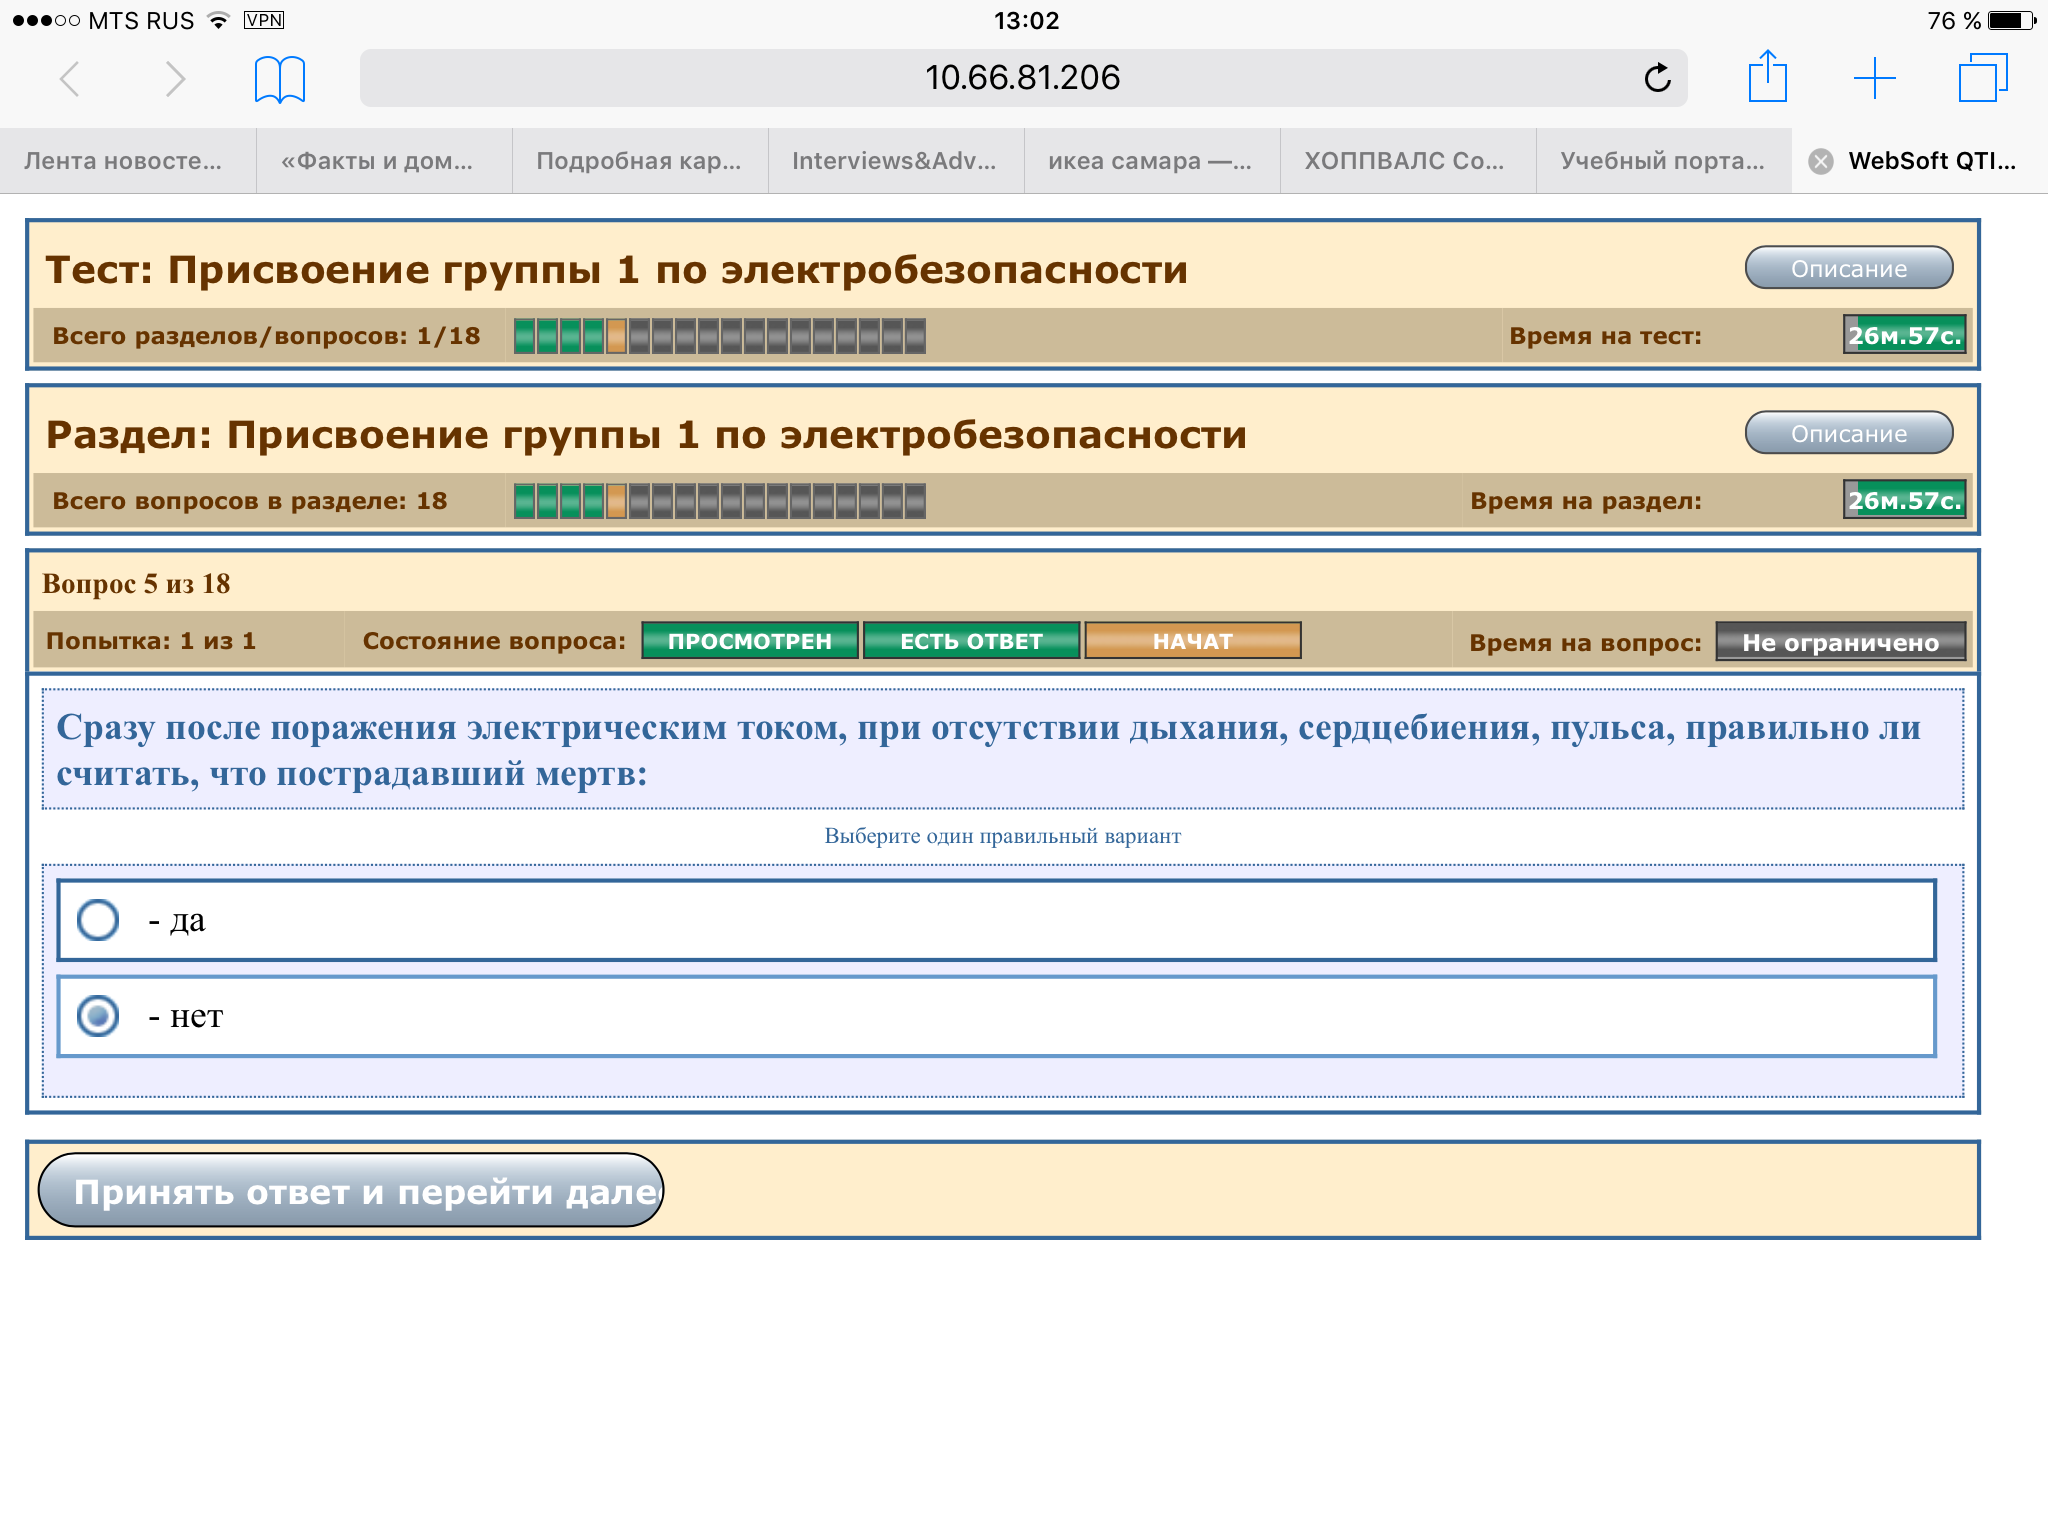 MTS RUS VPN 13:02 76 %
10.66.81.206
Лента новосте... «Факты и дом... Подробная кар... Interviews&Adv... икеа самара —... ХОППВАЛС Со... Учебный порта... WebSoft QTI...
Тест: Присвоение группы 1 по электробезопасности Описание
Всего разделов/вопросов: 1/18 Время на тест: 26м.57с.
Раздел: Присвоение группы 1 по электробезопасности Описание
Всего вопросов в разделе: 18 Время на раздел: 26м.57с.
Вопрос 5 из 18
Попытка: 1 из 1 Состояние вопроса: ПРОСМОТРЕН ЕСТЬ ОТВЕТ НАЧАТ Время на вопрос: Не ограничено
Сразу после поражения электрическим током, при отсутствии дыхания, сердцебиения, пульса, правильно ли
считать, что пострадавший мертв:
Выберите один правильный вариант
- да
- нет
Принять ответ и перейти дале